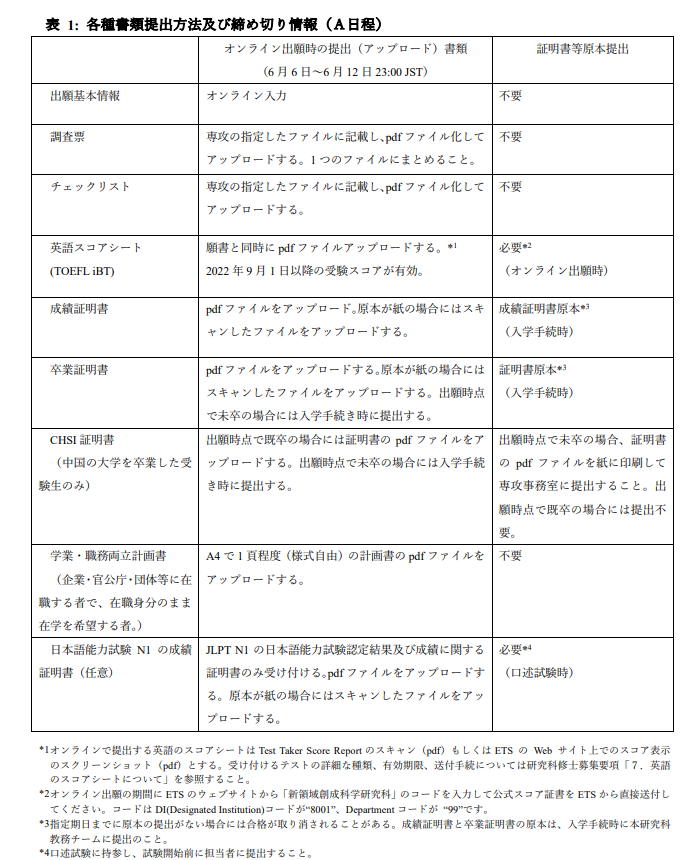 表 1: 各種書類提出方法及び締め切り情報（Ａ日程）
オンライン出願時の提出（アップロード）書類
（6 月 6 日～6 月 12 日 23:00 JST）
証明書等原本提出
出願基本情報
オンライン入力
不要
調査票
専攻の指定したファイルに記載し、pdf ファイル化して
アップロードする。1 つのファイルにまとめること。
不要
チェックリスト
専攻の指定したファイルに記載し、pdf ファイル化して
アップロードする。
不要
英語スコアシート
(TOEFL iBT)
願書と同時に pdf ファイルアップロードする。*1
2022 年 9 月 1 日以降の受験スコアが有効。
必要*2
（オンライン出願時）
成績証明書
pdf ファイルをアップロード。原本が紙の場合にはスキ
ャンしたファイルをアップロードする。
成績証明書原本*3
（入学手続時）
卒業証明書
pdf ファイルをアップロードする。原本が紙の場合には
スキャンしたファイルをアップロードする。出願時点
で未卒の場合には入学手続き時に提出する。
証明書原本*3
（入学手続時）
CHSI 証明書
（中国の大学を卒業した受
験生のみ）
出願時点で既卒の場合には証明書の pdf ファイルをア
ップロードする。出願時点で未卒の場合には入学手続
き時に提出する。
出願時点で未卒の場合、証明書
の pdf ファイルを紙に印刷して
専攻事務室に提出すること。出
願時点で既卒の場合には提出不
要。
学業・職務両立計画書
（企業・官公庁・団体等に在
職する者で、在職身分のまま
在学を希望する者。）
A4 で 1 頁程度（様式自由）の計画書の pdf ファイルを
アップロードする。
不要
日本語能力試験 N1 の成績
証明書（任意）
JLPT N1 の日本語能力試験認定結果及び成績に関する
証明書のみ受け付ける。pdf ファイルをアップロードす
る。原本が紙の場合にはスキャンしたファイルをアッ
プロードする。
必要*4
（口述試験時）
*1オンラインで提出する英語のスコアシートは Test Taker Score Report のスキャン（pdf）もしくは ETS の Web サイト上でのスコア表示
のスクリーンショット（pdf）とする。受け付けるテストの詳細な種類、有効期限、送付手続については研究科修士募集要項「７．英語
のスコアシートについて」を参照すること。
*2オンライン出願の期間に ETS のウェブサイトから「新領域創成科学研究科」のコードを入力して公式スコア証書を ETS から直接送付し
てください。コードは DI(Designated Institution)コードが“8001”、Department コードが “99”です。
*3指定期日までに原本の提出がない場合には合格が取り消されることがある。成績証明書と卒業証明書の原本は、入学手続時に本研究科
教務チームに提出のこと。
*4口述試験に持参し、試験開始前に担当者に提出すること。